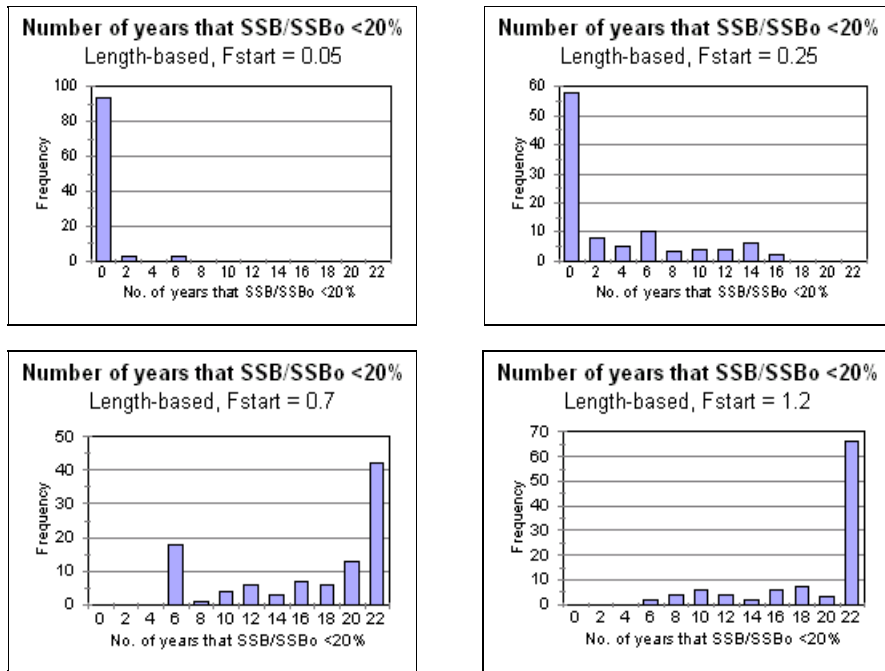 Number of years that SSB/SSBo <20%
Length-based, Fstart = 0.05
100
80
60
40
20
0
Frequency
0 2 4 6 8 10 12 14 16 18 20 22
No. of years that SSB/SSBo <20%
Number of years that SSB/SSBo <20%
Length-based, Fstart = 0.25
60
50
40
30
20
10
0
Frequency
0 2 4 6 8 10 12 14 16 18 20 22
No. of years that SSB/SSBo <20%
Number of years that SSB/SSBo <20%
Length-based, Fstart = 0.7
50
40
30
20
10
0
Frequency
0 2 4 6 8 10 12 14 16 18 20 22
No. of years that SSB/SSBo <20%
Number of years that SSB/SSBo <20%
Length-based, Fstart = 1.2
70
60
50
40
30
20
10
0
Frequency
0 2 4 6 8 10 12 14 16 18 20 22
No. of years that SSB/SSBo <20%